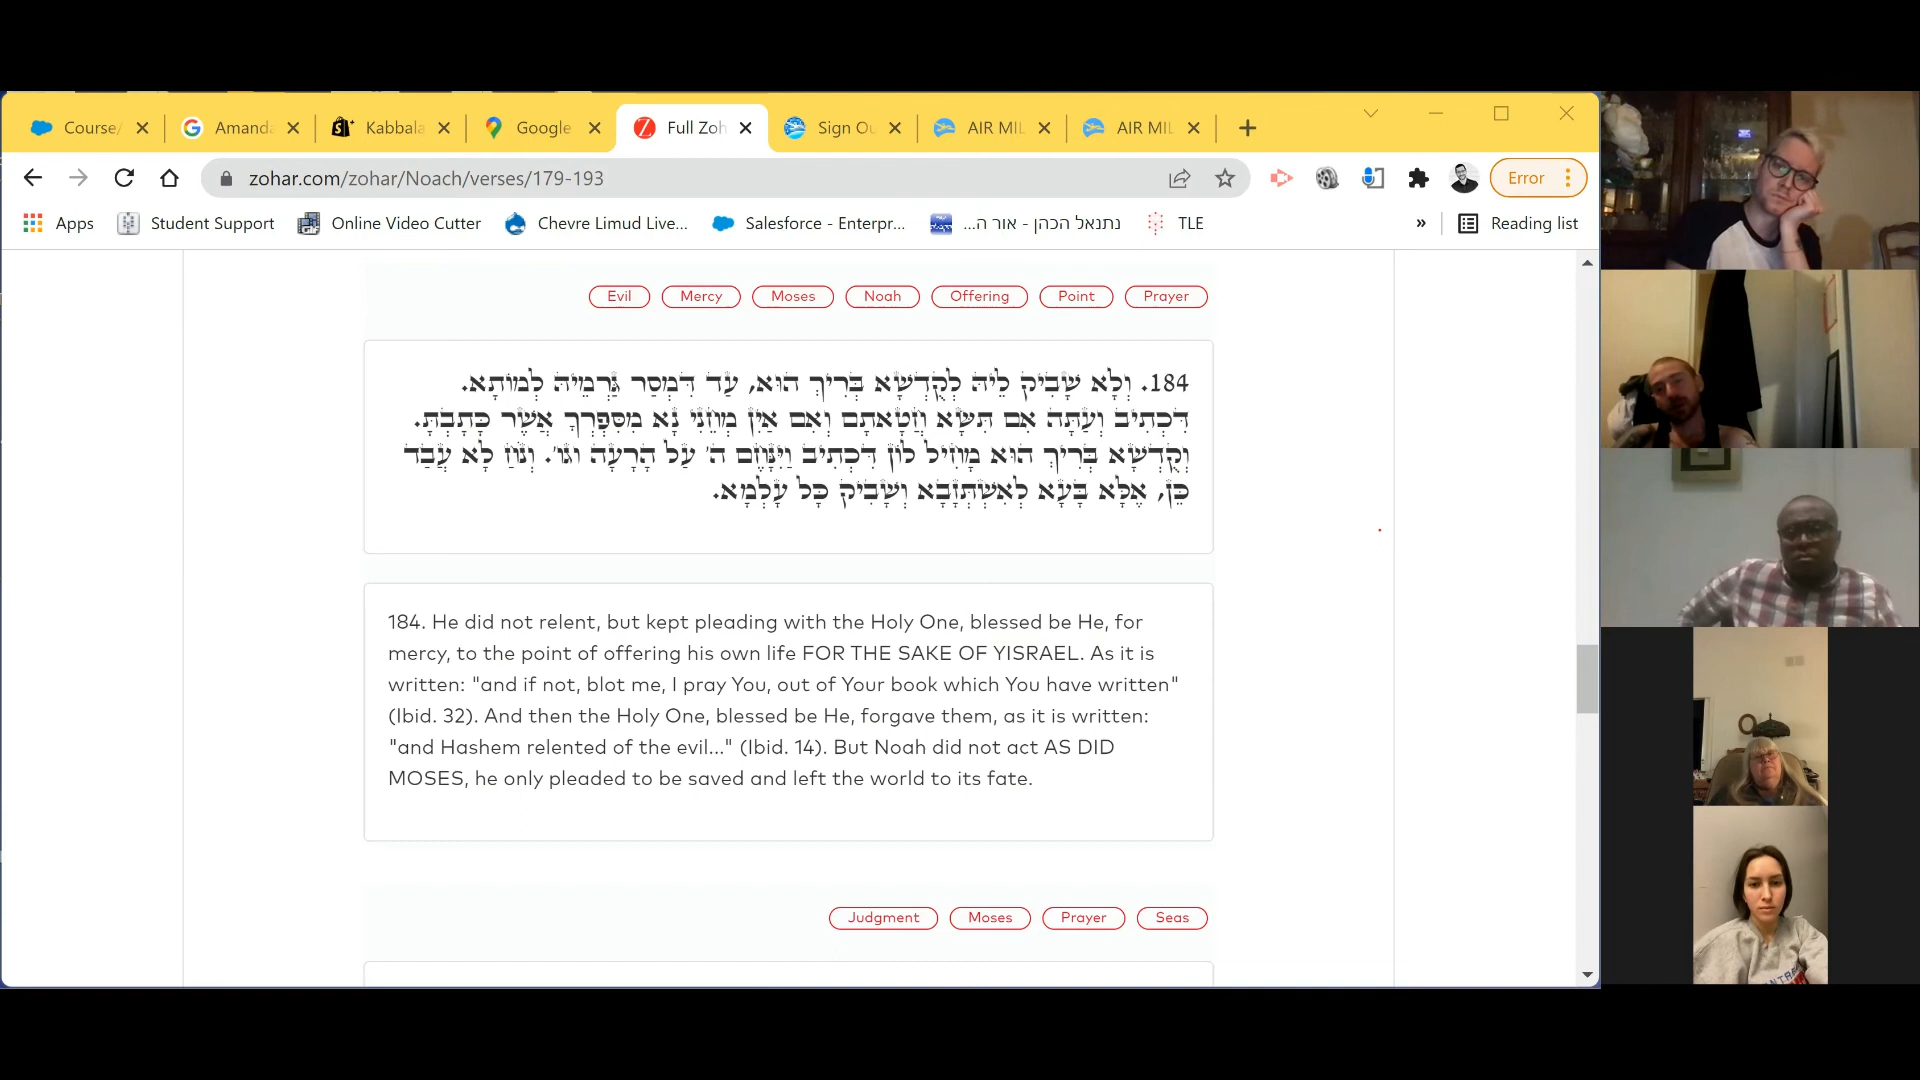 Course/
Amanda
Kabbala
Google
Full Zoh
Sign Ou
AIR MIL
AIR MIL
zohar.com/zohar/Noach/verses/179-193
Error
Apps
Student Support
Online Video Cutter
Chevre Limud Live...
Salesforce - Enterpr...
נתנאל הכהן - אור ה...
TLE
»
Reading list
Evil
Mercy
Moses
Noah
Offering
Point
Prayer
184. וְלָא שָׁבִיק לֵיהּ לְקֻדְשָׁא בְּרִיךְ הוּא, עַד דִּמְסַר גַּרְמֵיהּ לְמוֹתָא.
דִּכְתִיב וְעַתָּה אִם תִּשָּׂא חַטָּאתָם וְאִם אַיִן מְחֵנִי נָא מִסִּפְרְךָ אֲשֶׁר כָּתָבְתָּ.
וְקֻדְשָׁא בְּרִיךְ הוּא מָחִיל לוֹן דִּכְתִיב וַיִּנָּחֶם ה' עַל הָרָעָה וגו'. וְנֹחַ לָא עֲבַד
כֵּן, אֶלָּא בָּעָא לְאִשְׁתְּזָבָא וְשָׁבִיק כָּל עָלְמָא.
184. He did not relent, but kept pleading with the Holy One, blessed be He, for
mercy, to the point of offering his own life FOR THE SAKE OF YISRAEL. As it is
written: "and if not, blot me, I pray You, out of Your book which You have written"
(Ibid. 32). And then the Holy One, blessed be He, forgave them, as it is written:
"and Hashem relented of the evil..." (Ibid. 14). But Noah did not act AS DID
MOSES, he only pleaded to be saved and left the world to its fate.
Judgment
Moses
Prayer
Seas